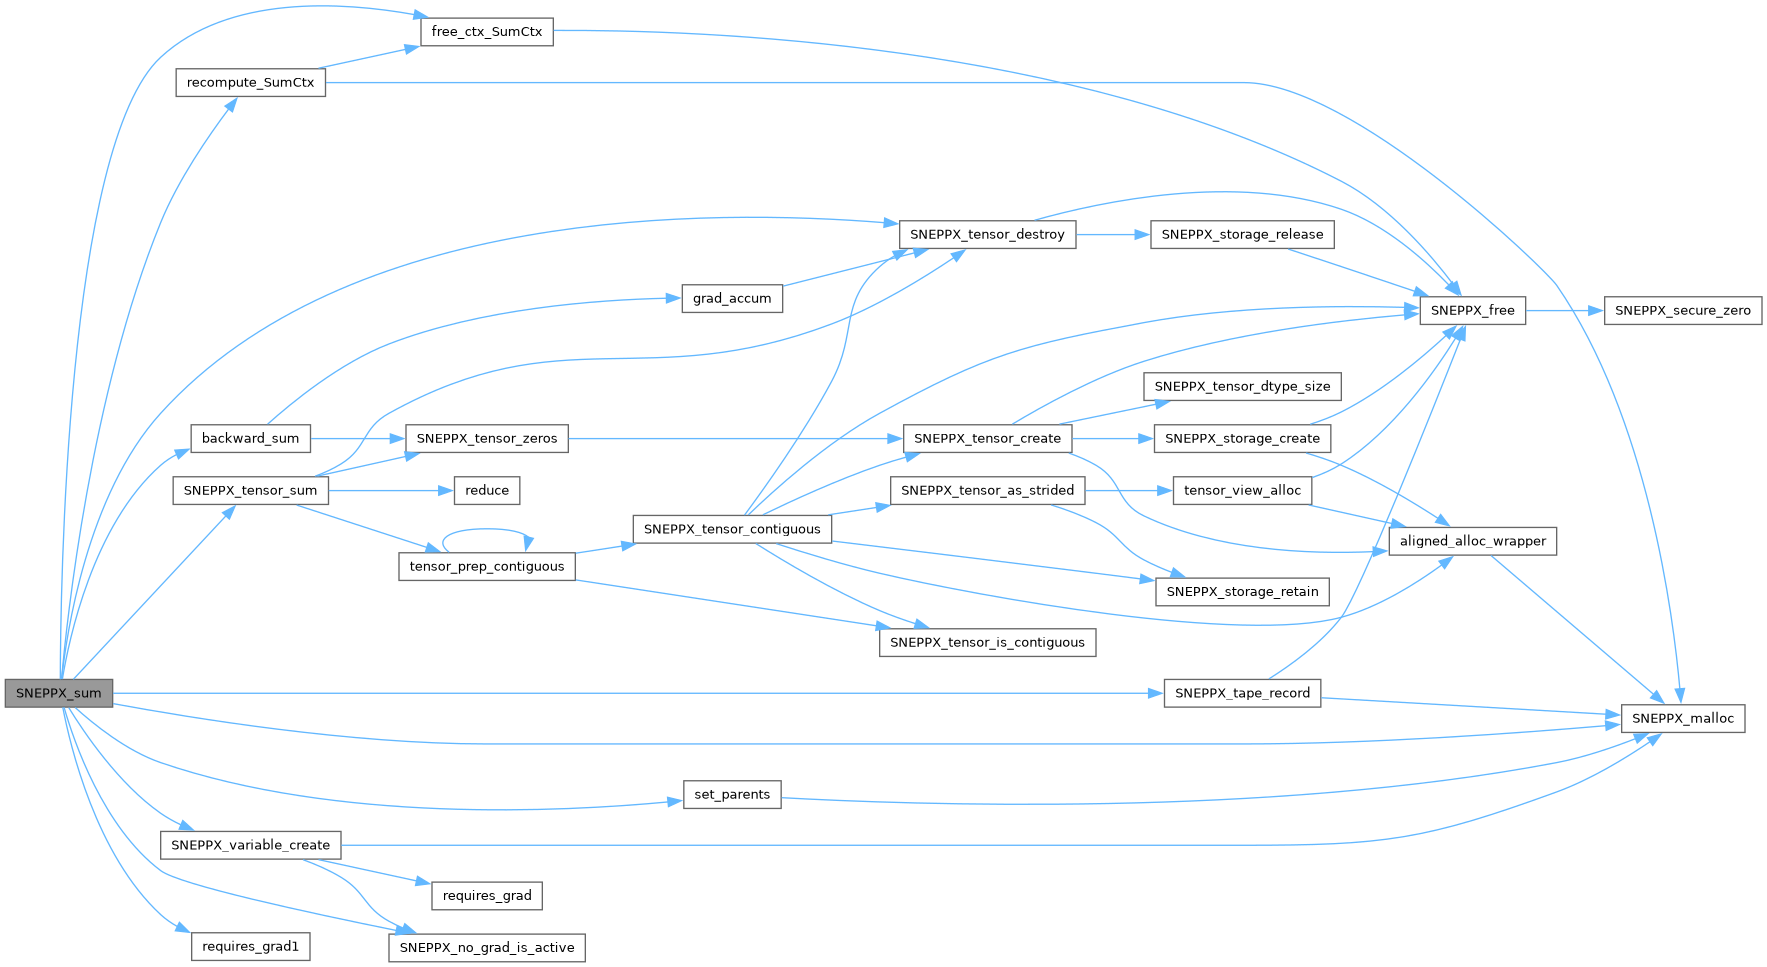 free_ctx_SumCtx
recompute_SumCtx
SNEPPX_tensor_destroy
SNEPPX_storage_release
grad_accum
SNEPPX_free
SNEPPX_secure_zero
SNEPPX_tensor_dtype_size
backward_sum
SNEPPX_tensor_zeros
SNEPPX_tensor_create
SNEPPX_storage_create
SNEPPX_tensor_sum
reduce
SNEPPX_tensor_as_strided
tensor_view_alloc
SNEPPX_tensor_contiguous
aligned_alloc_wrapper
tensor_prep_contiguous
SNEPPX_storage_retain
SNEPPX_tensor_is_contiguous
SNEPPX_sum
SNEPPX_tape_record
SNEPPX_malloc
set_parents
SNEPPX_variable_create
requires_grad
requires_grad1
SNEPPX_no_grad_is_active